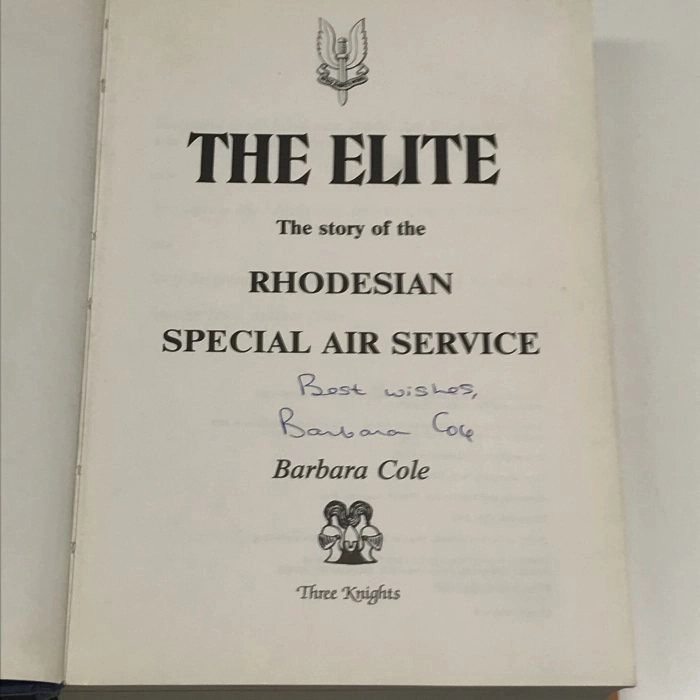 THE ELITE
The story of the
RHODESIAN
SPECIAL AIR SERVICE
Best wishes,
Barbara Cole
Barbara Cole
Three Knights